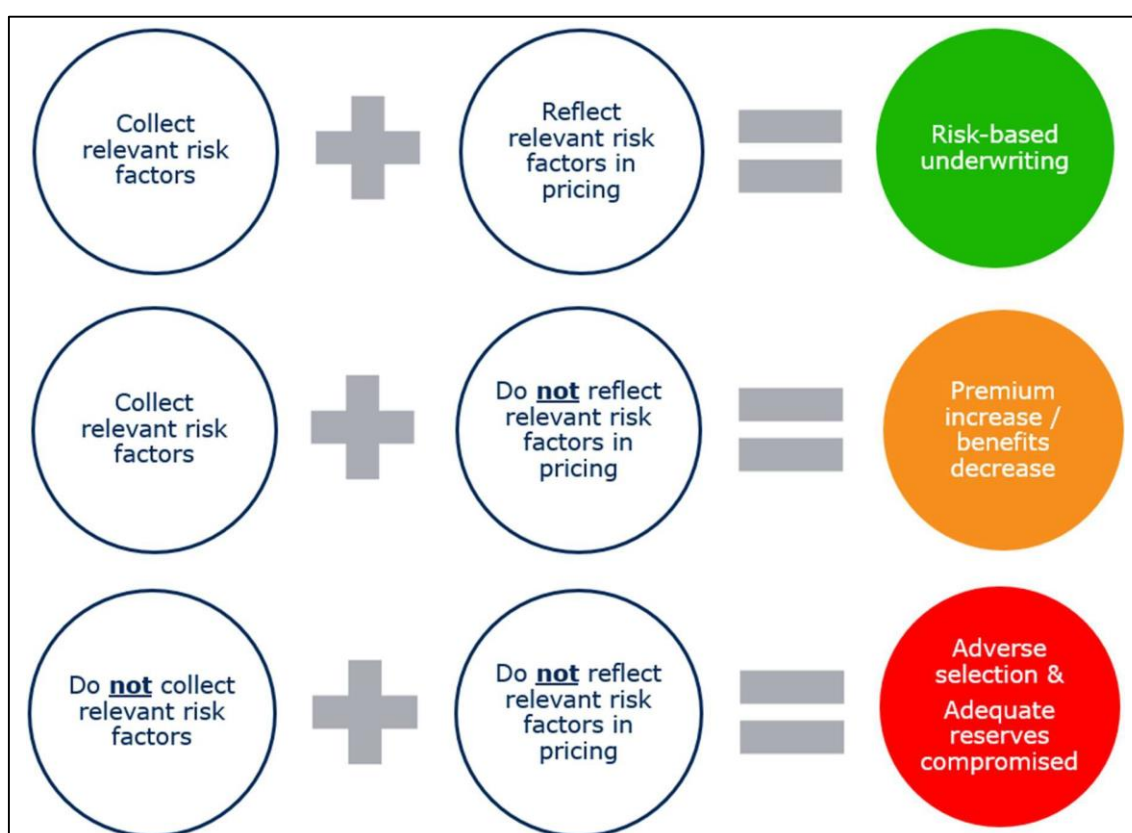 Collect
relevant risk
factors
Reflect
relevant risk
factors in
pricing
Risk-based
underwriting
Collect
relevant risk
factors
Do not reflect
relevant risk
factors in
pricing
Premium
increase /
benefits
decrease
Do not collect
relevant risk
factors
Do not reflect
relevant risk
factors in
pricing
Adverse
selection &
Adequate
reserves
compromised